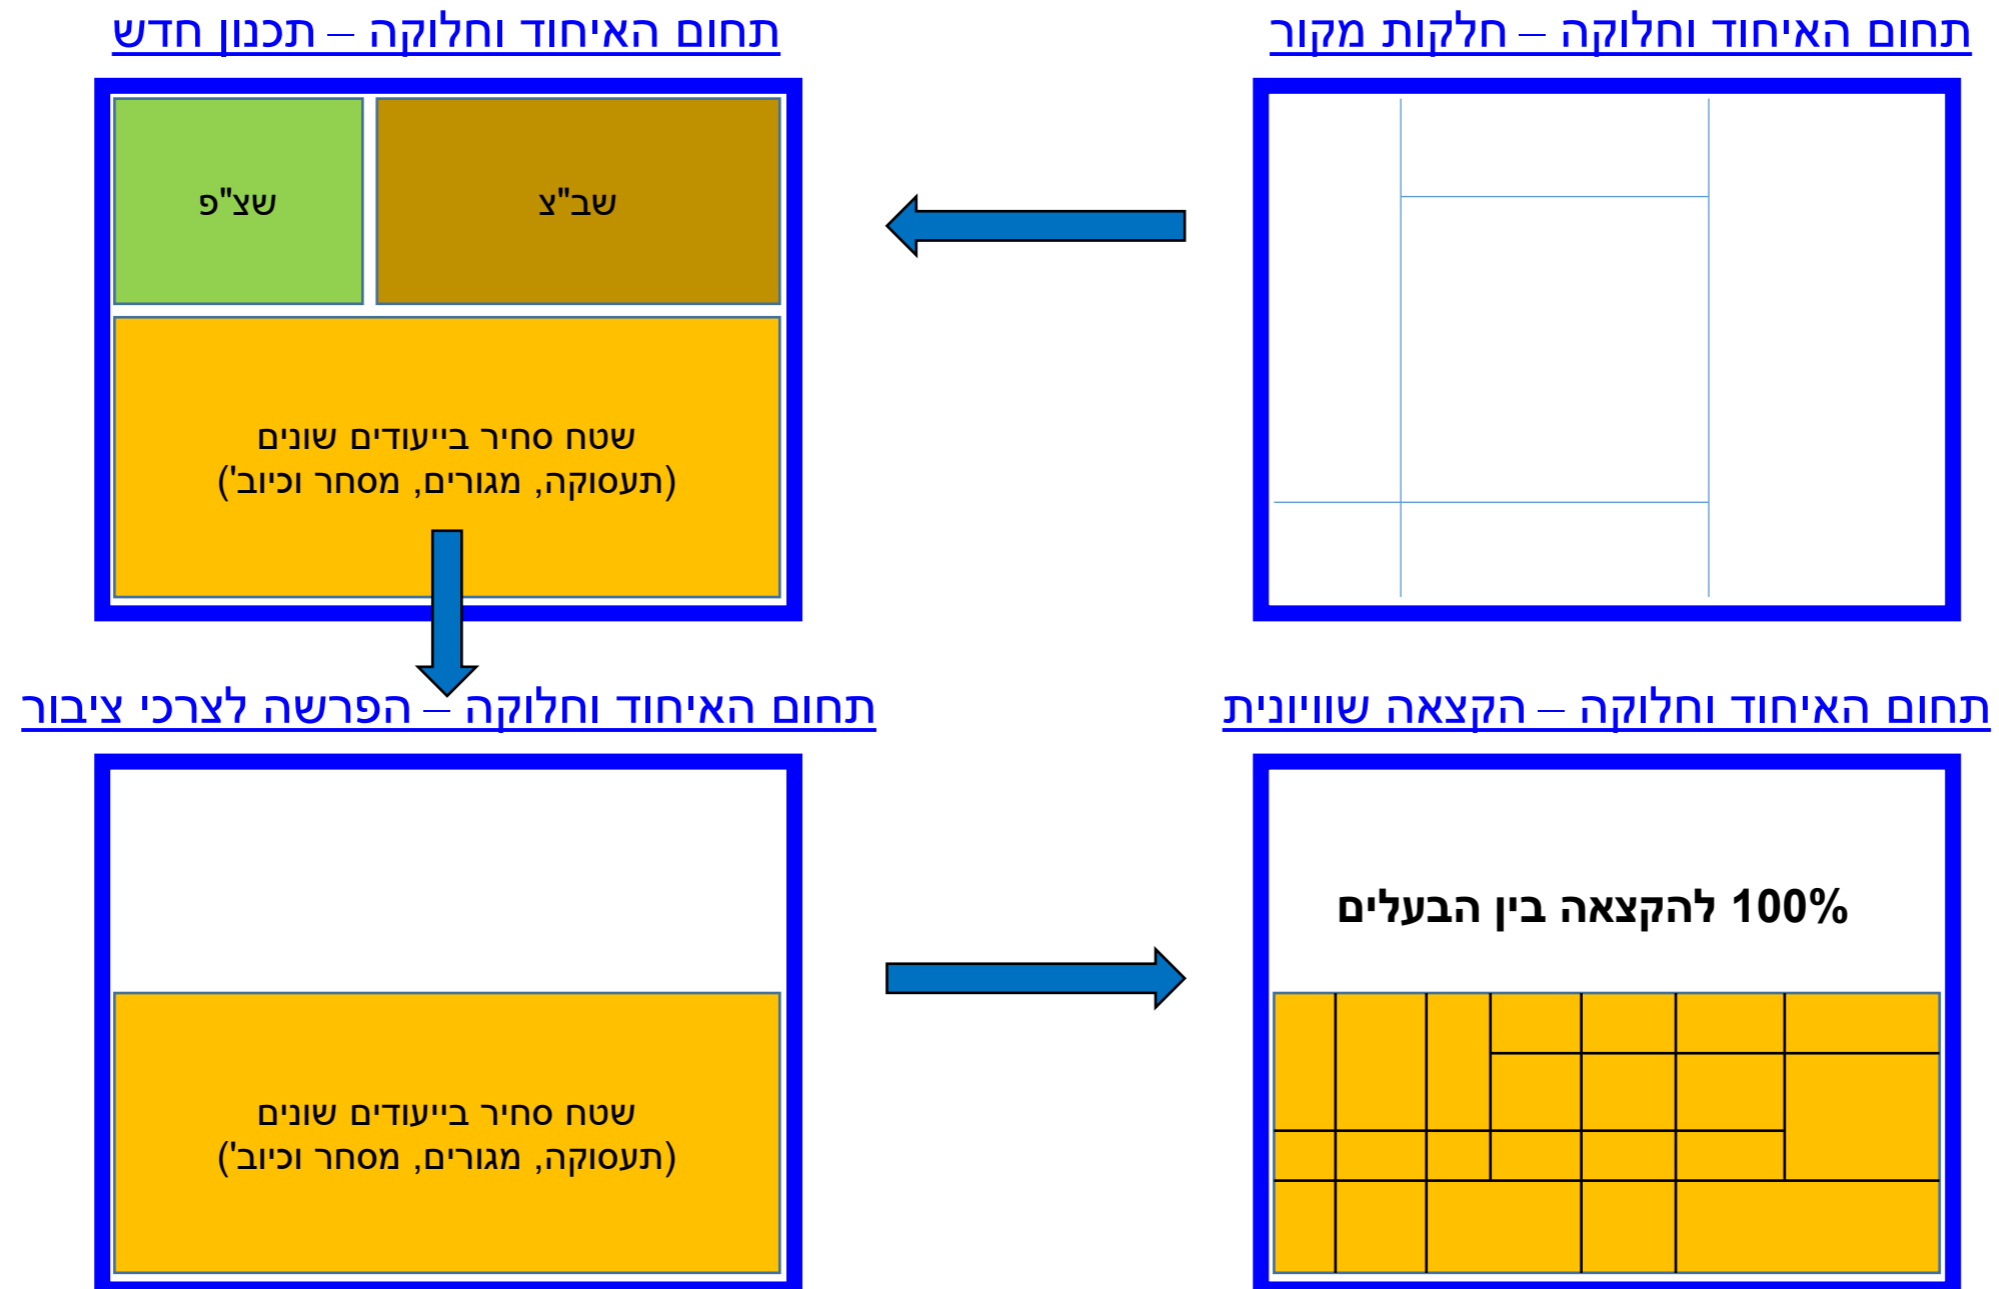 תחום האיחוד וחלוקה – חלקות מקור
תחום האיחוד וחלוקה – תכנון חדש
שב"צ
שצ"פ
שטח סחיר בייעודים שונים
(תעסוקה, מגורים, מסחר וכיוב')
תחום האיחוד וחלוקה – הפרשה לצרכי ציבור
שטח סחיר בייעודים שונים
(תעסוקה, מגורים, מסחר וכיוב')
תחום האיחוד וחלוקה – הקצאה שוויונית
100% להקצאה בין הבעלים